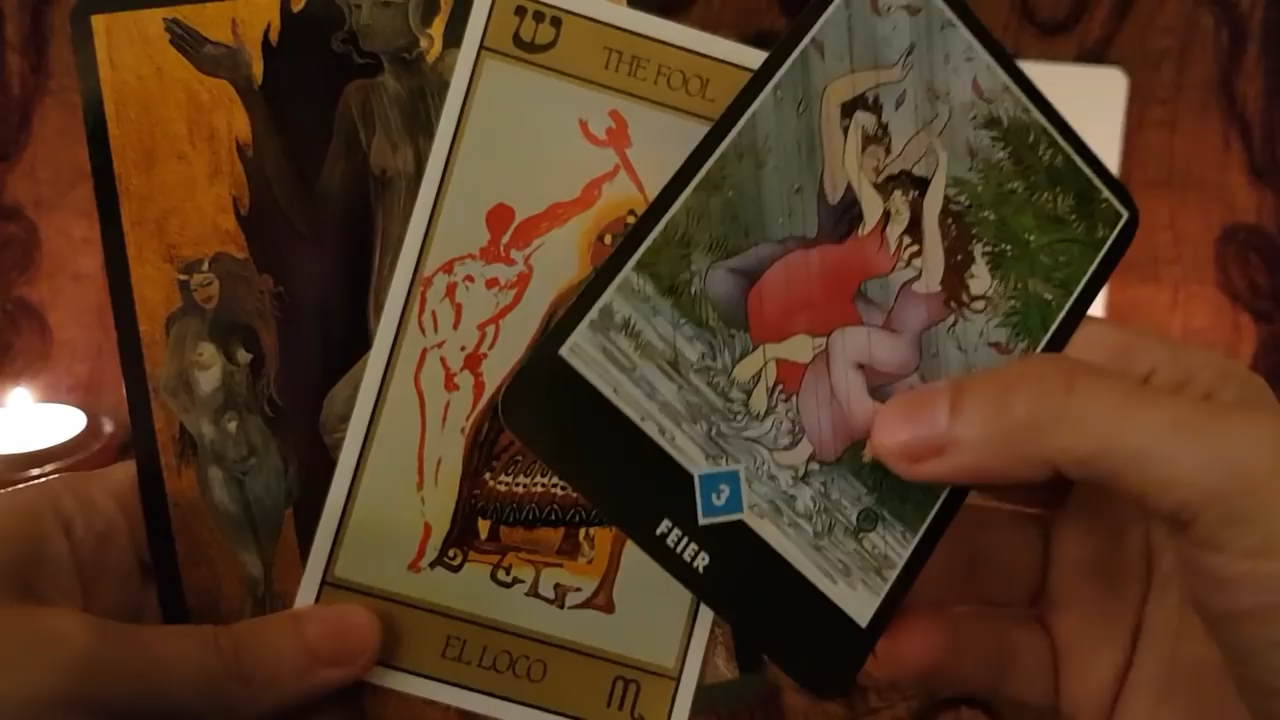 ש
THE FOOL
3
FEIER
EL LOCO
♏